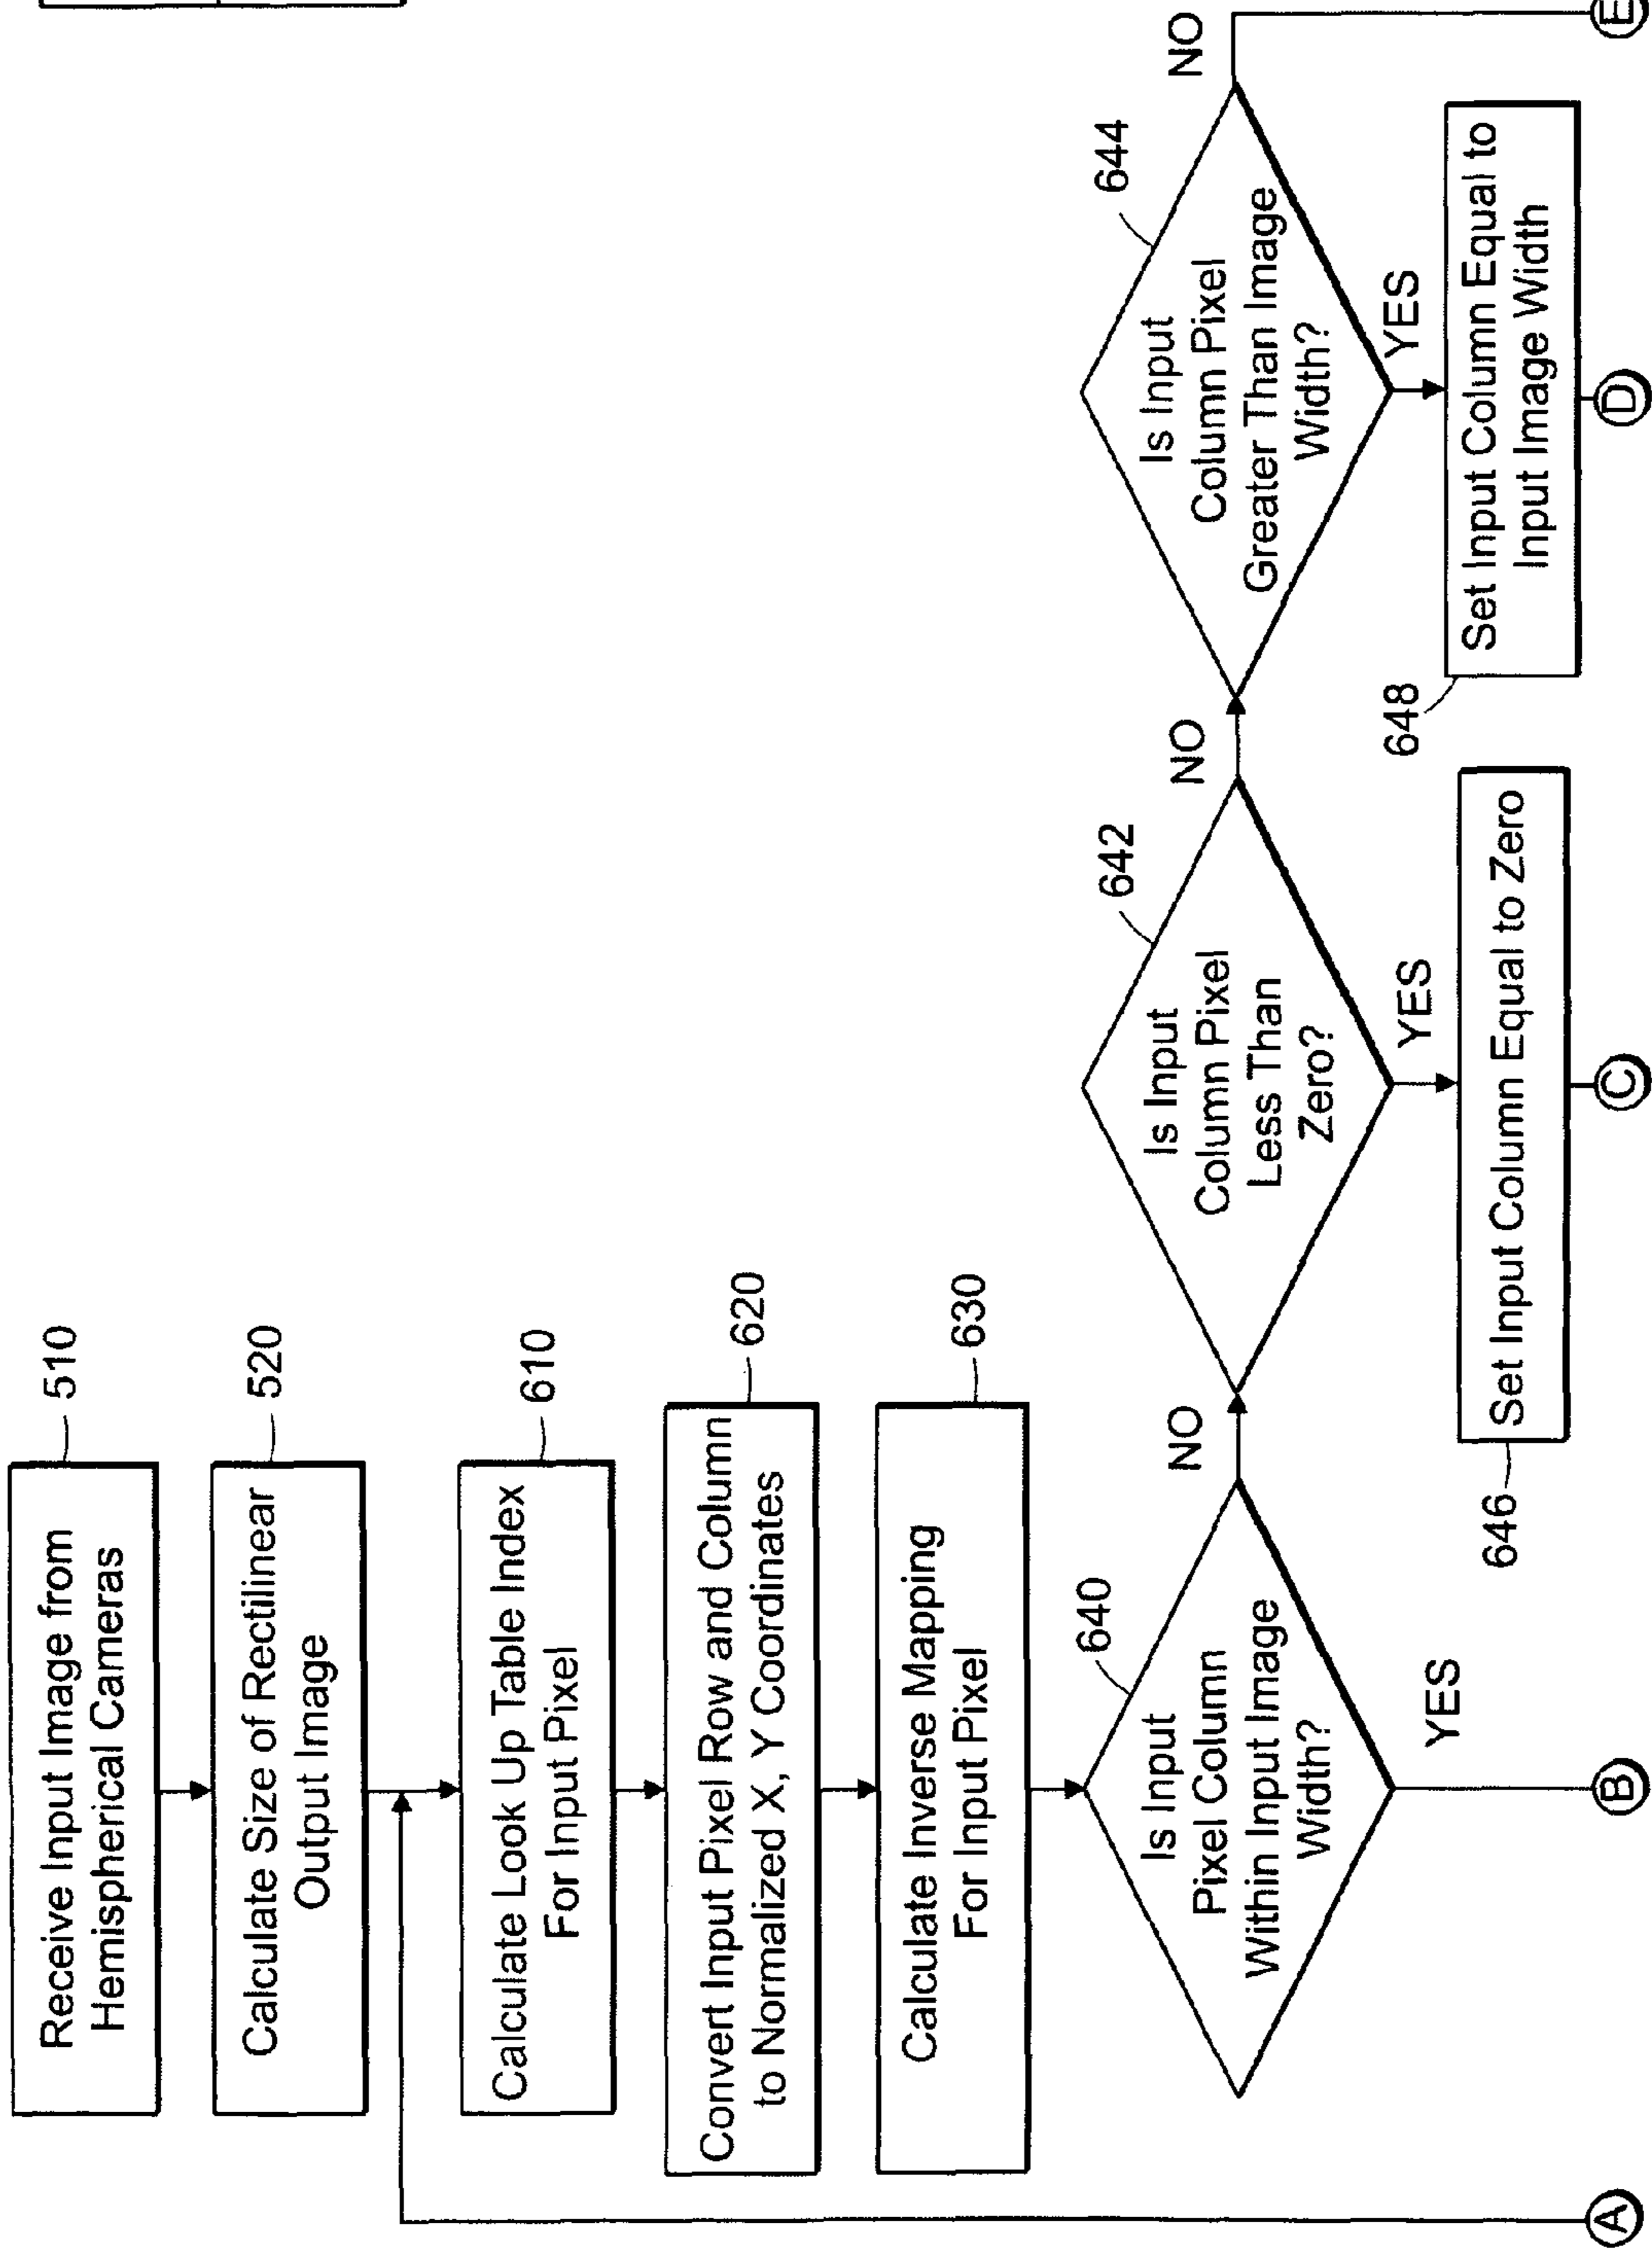 Receive Input Image from
Hemispherical Cameras
510
Calculate Size of Rectilinear
Output Image
520
Calculate Look Up Table Index
For Input Pixel
610
Convert Input Pixel Row and Column
to Normalized X, Y Coordinates
620
Calculate Inverse Mapping
For Input Pixel
630
Is Input
Pixel Column
Within Input Image
Width?
640
NO
YES
Is Input
Column Pixel
Less Than
Zero?
642
NO
YES
Is Input
Column Pixel
Greater Than Image
Width?
644
NO
YES
646
Set Input Column Equal to Zero
648
Set Input Column Equal to
Input Image Width
A
B
C
D
E